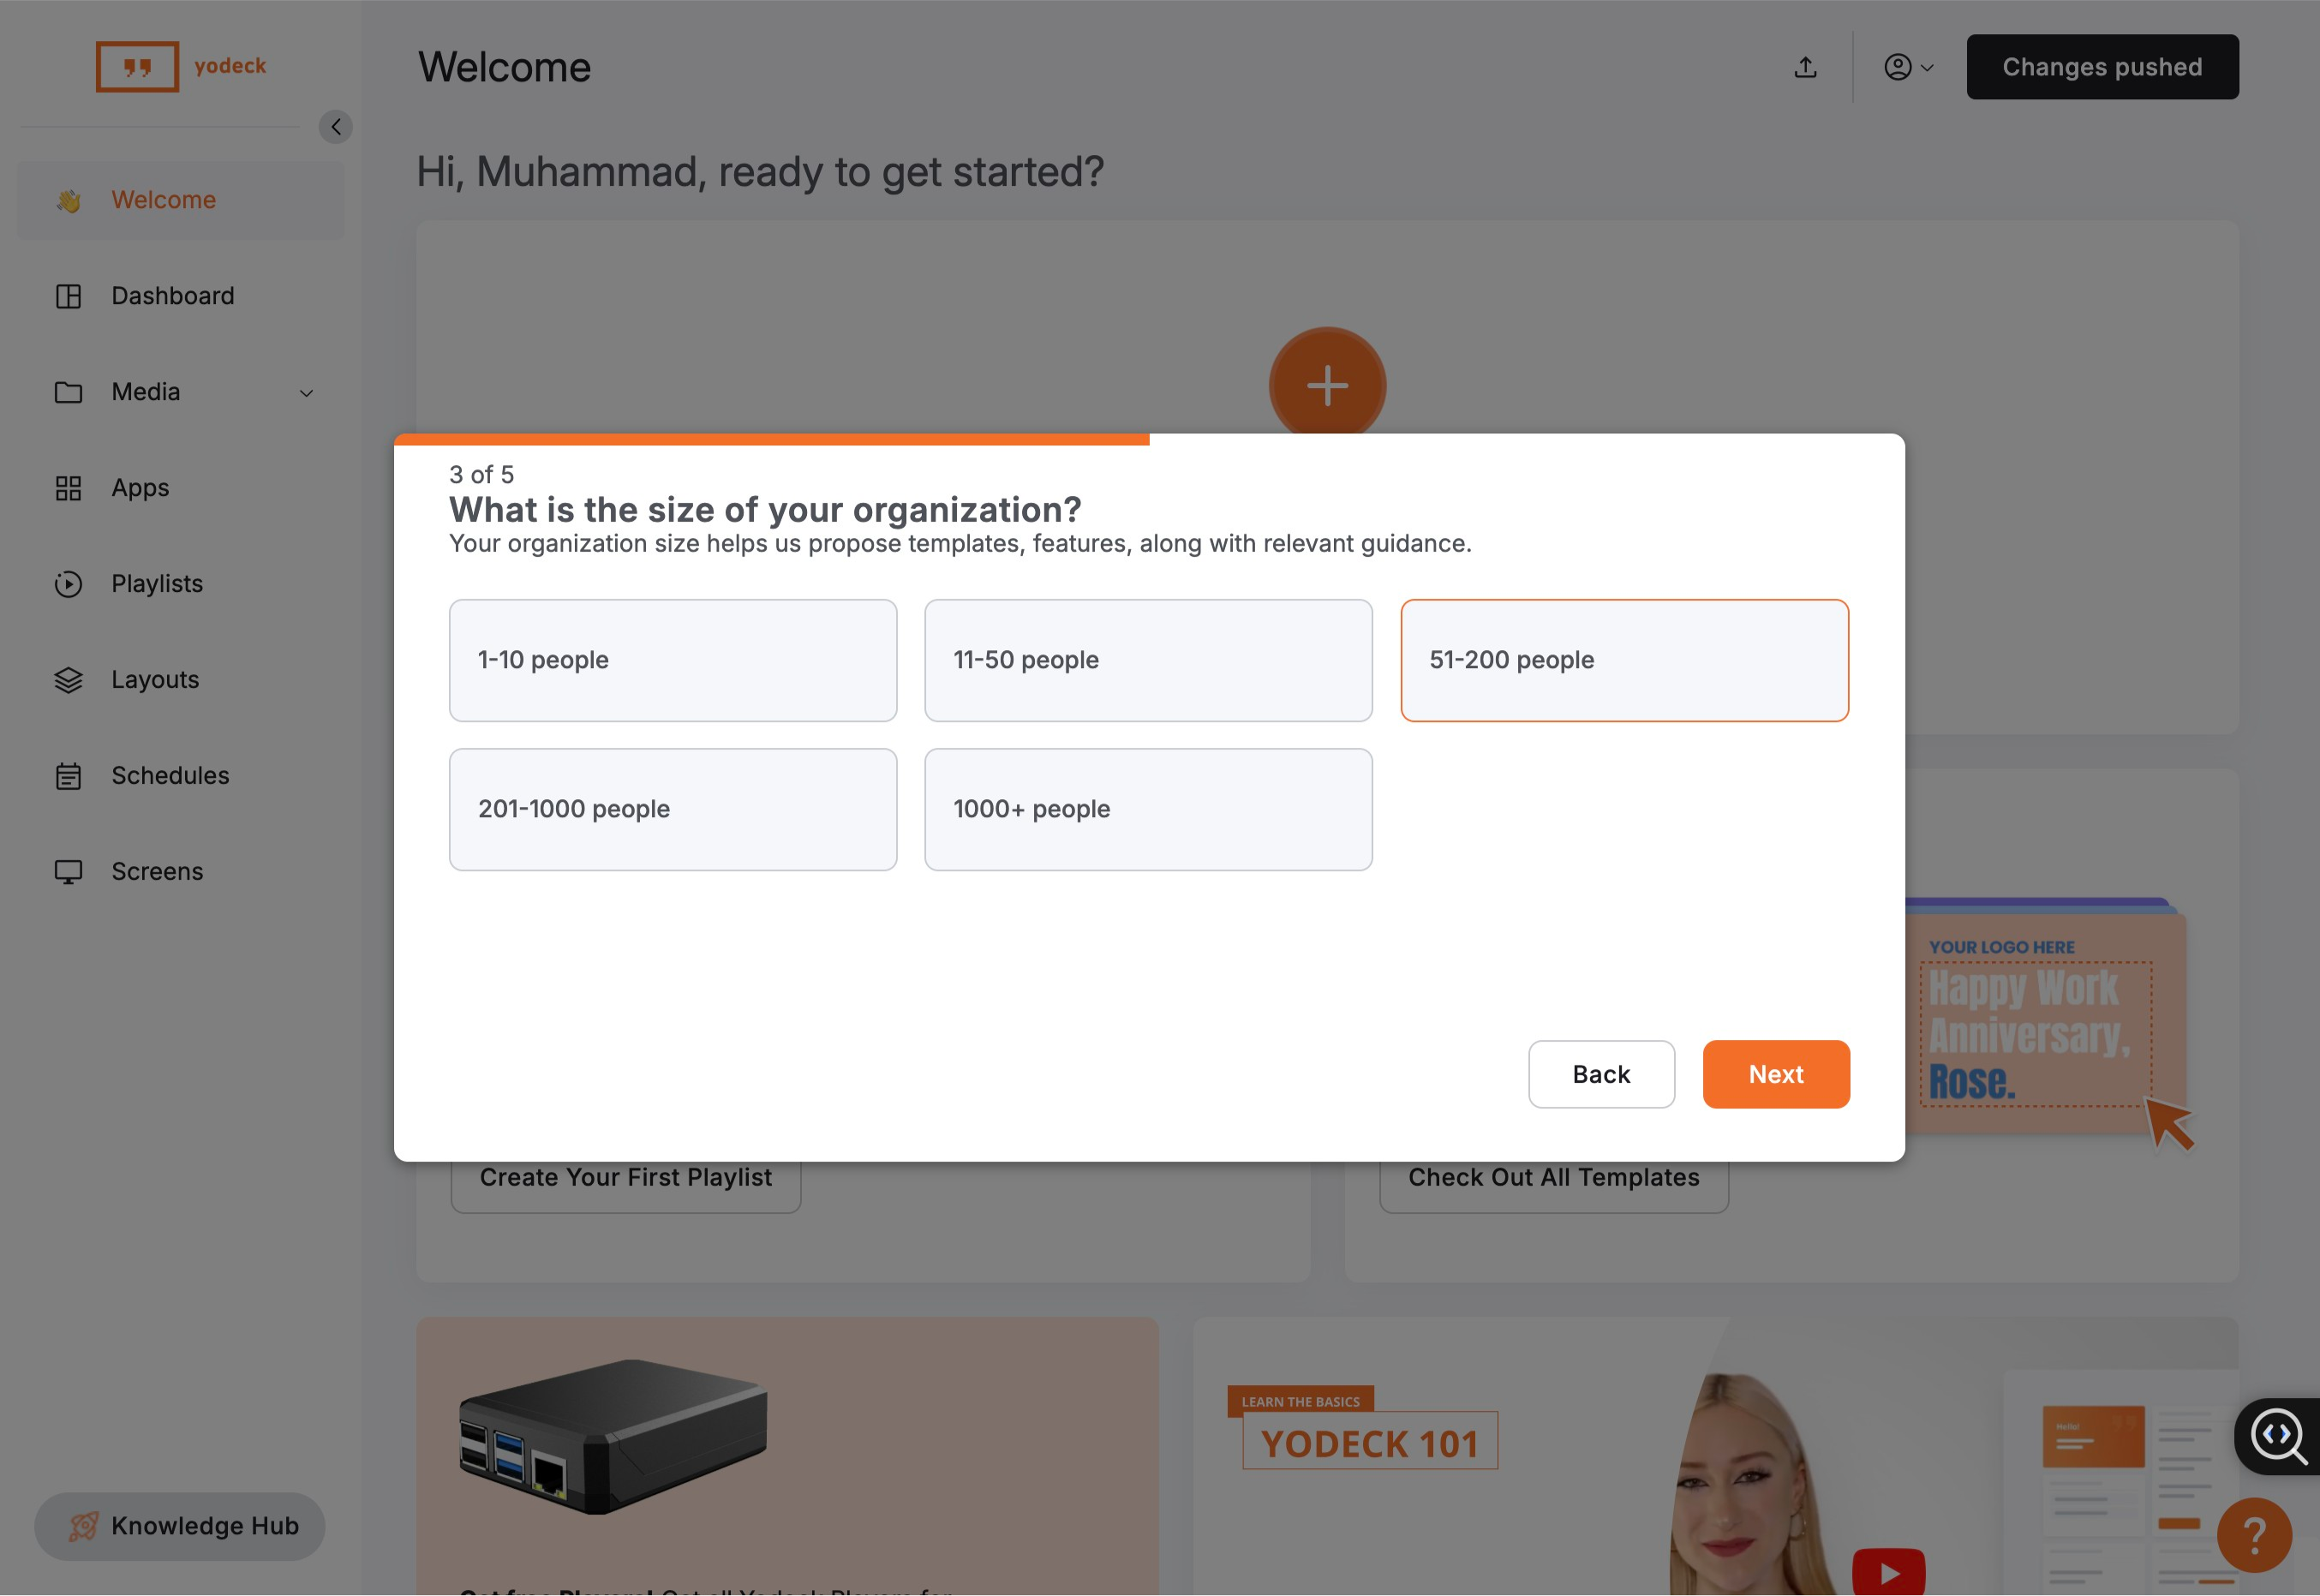 yodeck
Welcome
Changes pushed
Hi, Muhammad, ready to get started?
Welcome
Dashboard
Media
Apps
Playlists
Layouts
Schedules
Screens
Knowledge Hub
3 of 5
What is the size of your organization?
Your organization size helps us propose templates, features, along with relevant guidance.
1-10 people
11-50 people
51-200 people
201-1000 people
1000+ people
Back
Next
YOUR LOGO HERE
Happy Work
Anniversary,
Rose.
Create Your First Playlist
Check Out All Templates
LEARN THE BASICS
YODECK 101
Hello!
?